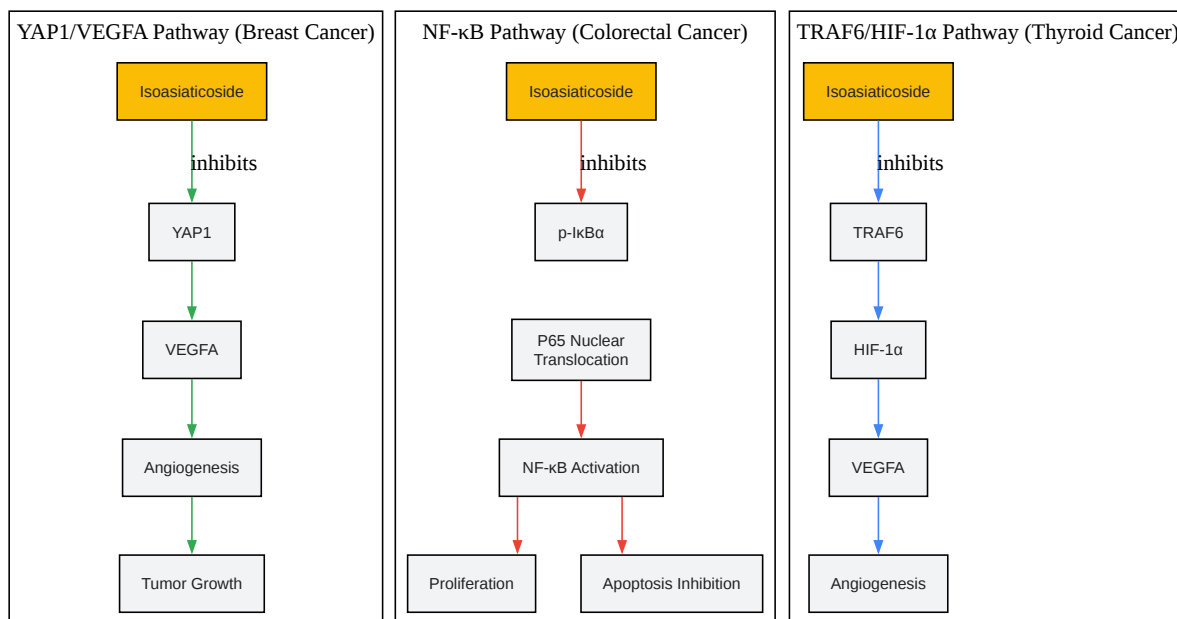 YAP1/VEGFA Pathway (Breast Cancer)
Isoasiaticoside
inhibits
YAP1
VEGFA
Angiogenesis
Tumor Growth
NF-κB Pathway (Colorectal Cancer)
Isoasiaticoside
inhibits
p-IκBα
P65 Nuclear
Translocation
NF-κB Activation
Proliferation
Apoptosis Inhibition
TRAF6/HIF-1α Pathway (Thyroid Cancer)
Isoasiaticoside
inhibits
TRAF6
HIF-1α
VEGFA
Angiogenesis